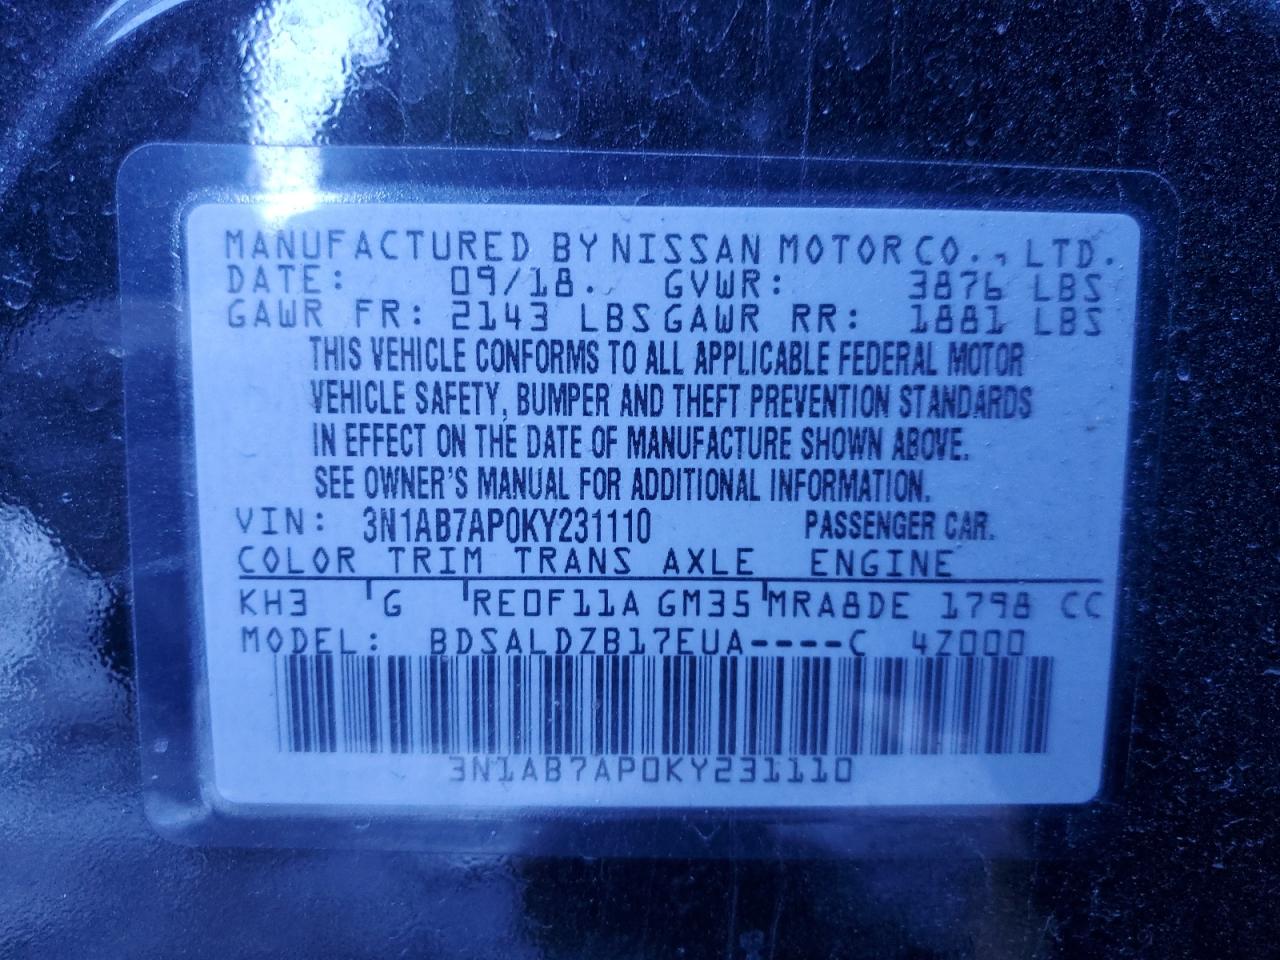 MANUFACTURED BY NISSAN MOTOR CO., LTD.
DATE: 09/18. GVWR: 3876 LBS
GAWR FR: 2143 LBS GAWR RR: 1881 LBS
THIS VEHICLE CONFORMS TO ALL APPLICABLE FEDERAL MOTOR
VEHICLE SAFETY, BUMPER AND THEFT PREVENTION STANDARDS
IN EFFECT ON THE DATE OF MANUFACTURE SHOWN ABOVE.
SEE OWNER'S MANUAL FOR ADDITIONAL INFORMATION.
VIN: 3N1AB7AP0KY231110 PASSENGER CAR.
COLOR TRIM TRANS AXLE ENGINE
KH3 G RE0F11A GM35 MRA8DE 1798 CC
MODEL: BDSALDZB17EUA----C 4Z000
3N1AB7AP0KY231110